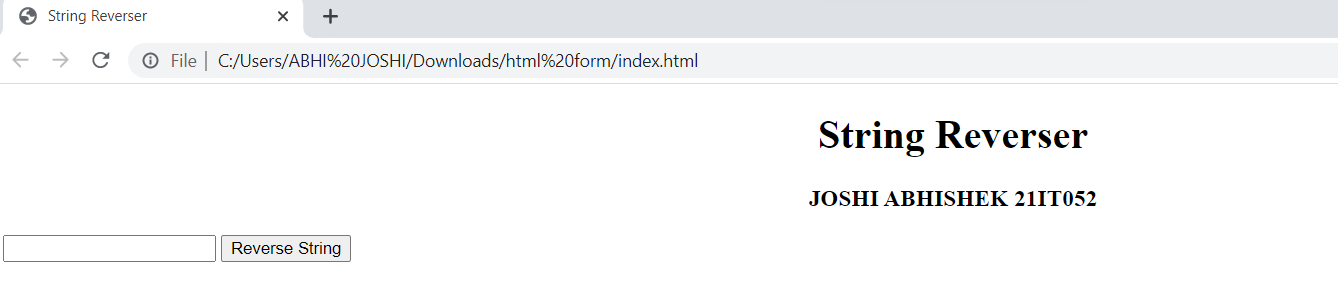 String Reverser
File | C:/Users/ABHI%20JOSHI/Downloads/html%20form/index.html
String Reverser
JOSHI ABHISHEK 21IT052
Reverse String